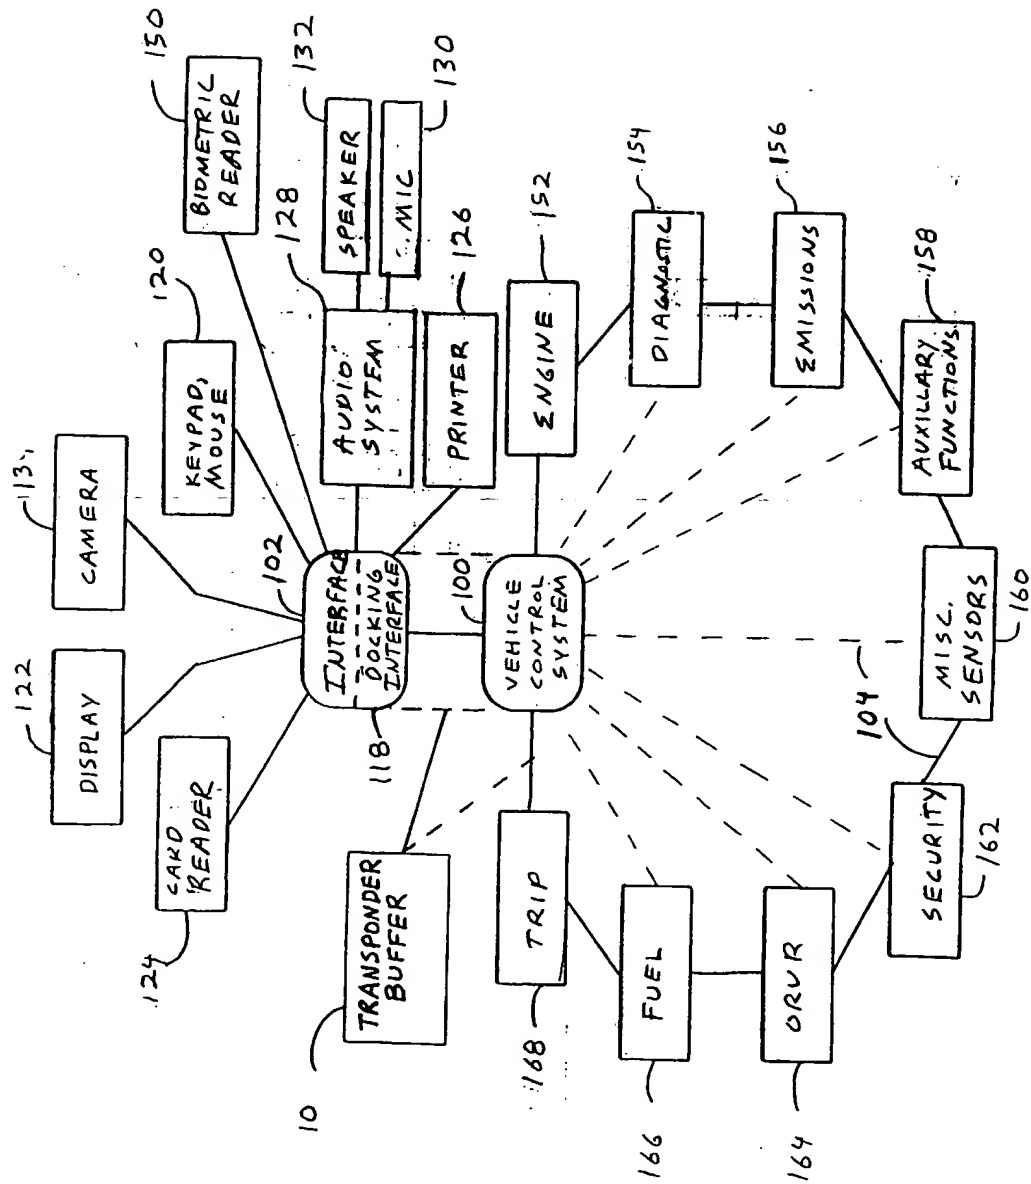 122
DISPLAY
113
CAMERA
124
CARD
READER
102
120
KEYPAD,
MOUSE
150
BIOMETRIC
READER
INTERFACE
DOCKING
INTERFACE
118
128
AUDIO
SYSTEM
SPEAKER
132
MIC
130
PRINTER
126
10
TRANSPONDER
BUFFER
100
VEHICLE
CONTROL
SYSTEM
TRIP
168
ENGINE
152
FUEL
166
DIAGNOSTIC
154
ORVR
164
EMISSIONS
156
104
SECURITY
162
MISC.
SENSORS
160
AUXILLARY
FUNCTIONS
158